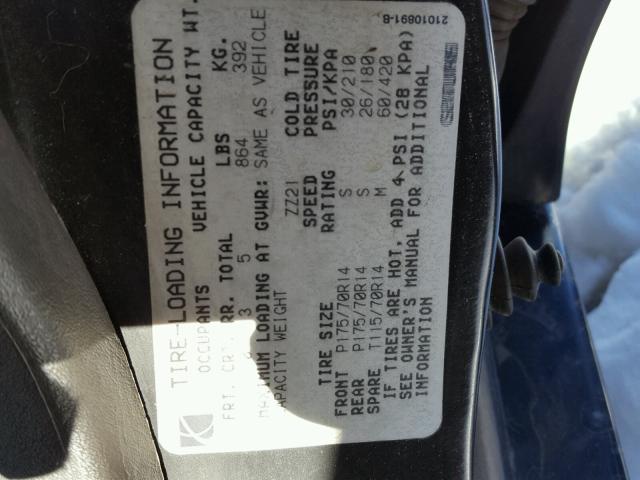 TIRE-LOADING INFORMATION
OCCUPANTS VEHICLE CAPACITY WT.
FRT. CTR. RR. TOTAL LBS KG.
3 5 864 392
MAXIMUM LOADING AT GVWR: SAME AS VEHICLE
CAPACITY WEIGHT
ZZ21
TIRE SIZE SPEED RATING COLD TIRE PRESSURE PSI/KPA
FRONT P175/70R14 S 30/210
REAR P175/70R14 S 26/180
SPARE T115/70R14 M 60/420
IF TIRES ARE HOT, ADD 4 PSI (28 KPA)
SEE OWNER'S MANUAL FOR ADDITIONAL
INFORMATION
SATURN
21010891-B